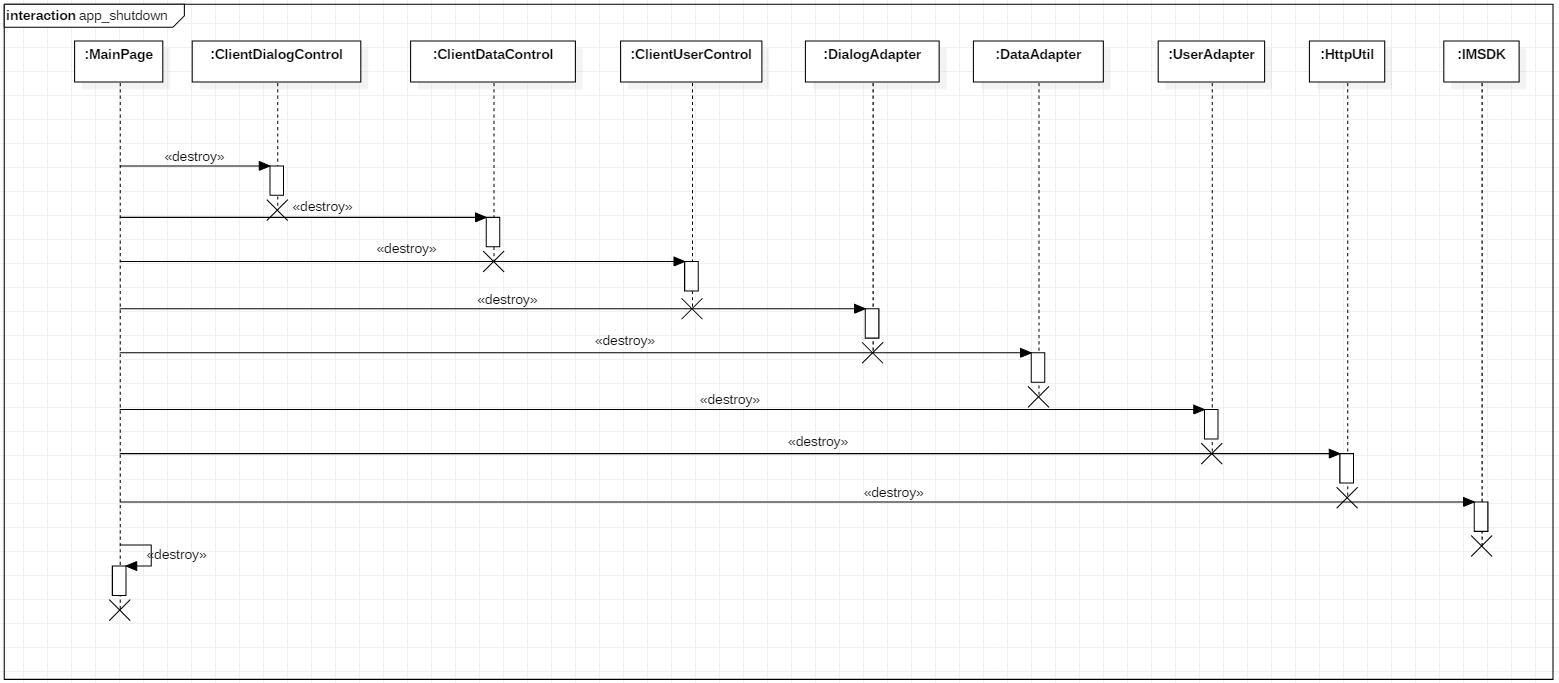 interaction app_shutdown
:MainPage
:ClientDialogControl
:ClientDataControl
:ClientUserControl
:DialogAdapter
:DataAdapter
:UserAdapter
:HttpUtil
:IMSDK
«destroy»
«destroy»
«destroy»
«destroy»
«destroy»
«destroy»
«destroy»
«destroy»
«destroy»